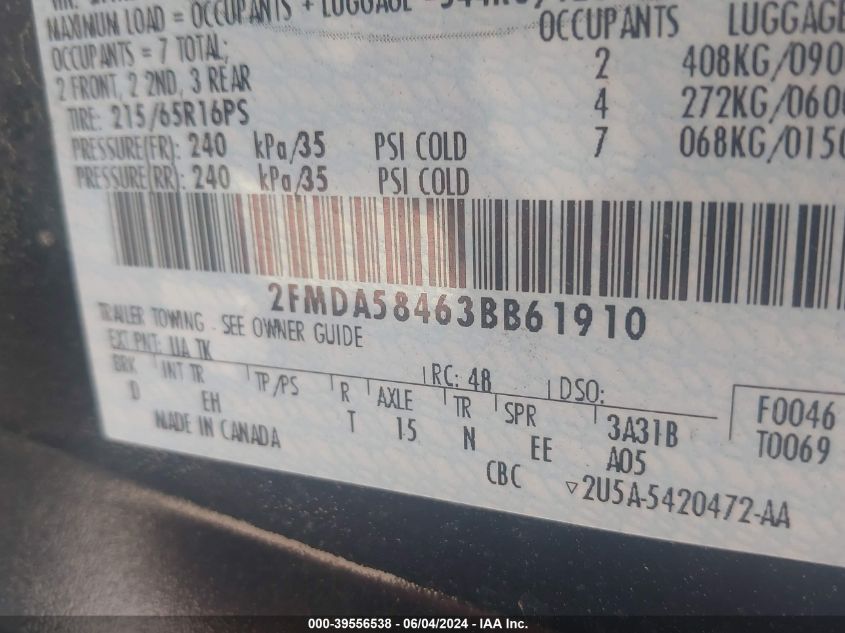 MAXIMUM LOAD = OCCUPANTS + LUGGAGE
OCCUPANTS = 7 TOTAL;
2 FRONT, 2 2ND, 3 REAR
TIRE: 215/65R16PS
PRESSURE(FR): 240 kPa/35 PSI COLD
PRESSURE(RR): 240 kPa/35 PSI COLD
OCCUPANTS LUGGAGE
2 408KG/090
4 272KG/060
7 068KG/0150
2FMDA58463BB61910
TRAILER TOWING - SEE OWNER GUIDE
EXT PNT: UA TK RC: 48 DSO:
BRK INT TR TP/PS R AXLE TR SPR 3A31B
D EH T 15 N EE A05
F0046
T0069
MADE IN CANADA
CBC ▽2U5A-5420472-AA
000-39556538 - 06/04/2024 - IAA Inc.